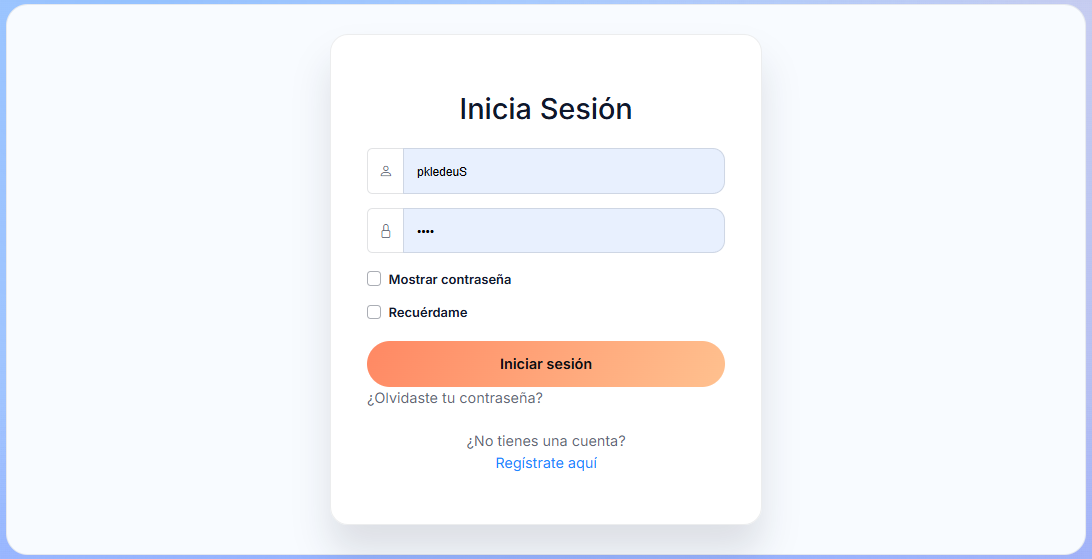 Inicia Sesión
pkledeuS
••••
Mostrar contraseña
Recuérdame
Iniciar sesión
¿Olvidaste tu contraseña?
¿No tienes una cuenta?
Regístrate aquí